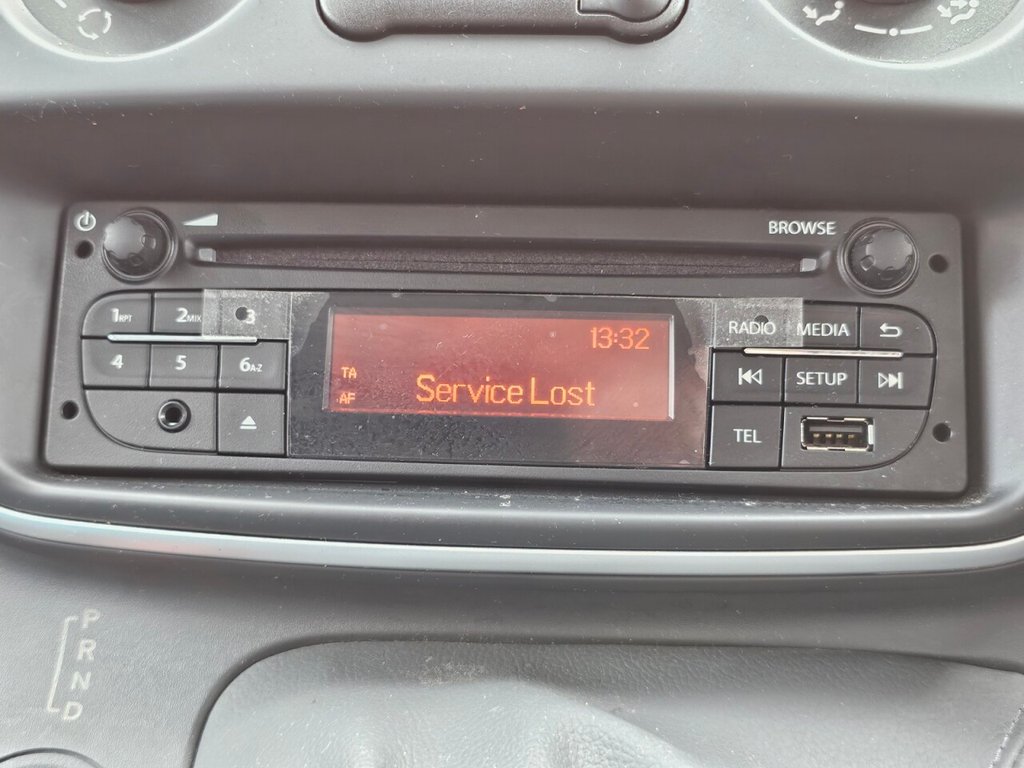 BROWSE
1RPT
2MIX
3
4
5
6A-Z
13:32
TA
AF
Service Lost
RADIO
MEDIA
SETUP
TEL
P
R
N
D